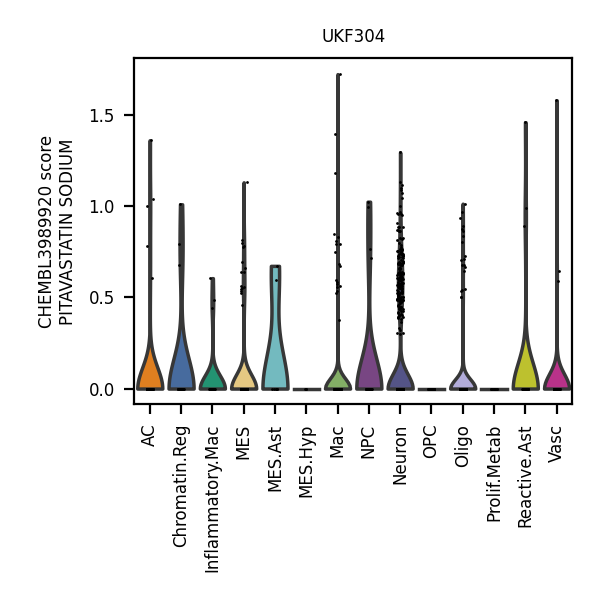 UKF304
CHEMBL3989920 score
PITAVASTATIN SODIUM
1.5
1.0
0.5
0.0
AC
Chromatin.Reg
Inflammatory.Mac
MES
MES.Ast
MES.Hyp
Mac
NPC
Neuron
OPC
Oligo
Prolif.Metab
Reactive.Ast
Vasc